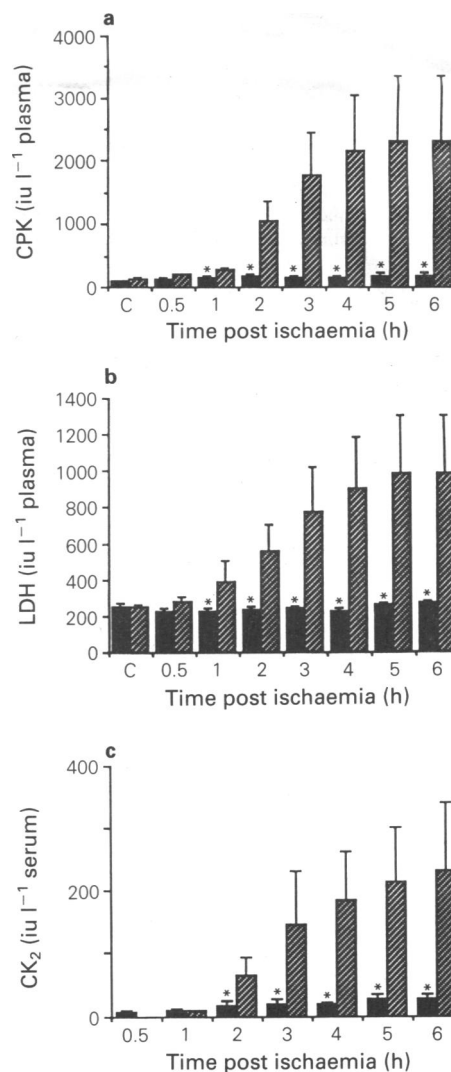 a
4000
3000
2000
1000
0
CPK (iu l⁻¹ plasma)
* * * * * *
C 0.5 1 2 3 4 5 6
Time post ischaemia (h)
b
1400
1200
1000
800
600
400
200
0
LDH (iu l⁻¹ plasma)
* * * * * *
C 0.5 1 2 3 4 5 6
Time post ischaemia (h)
c
400
200
0
CK₂ (iu l⁻¹ serum)
* * * * *
0.5 1 2 3 4 5 6
Time post ischaemia (h)